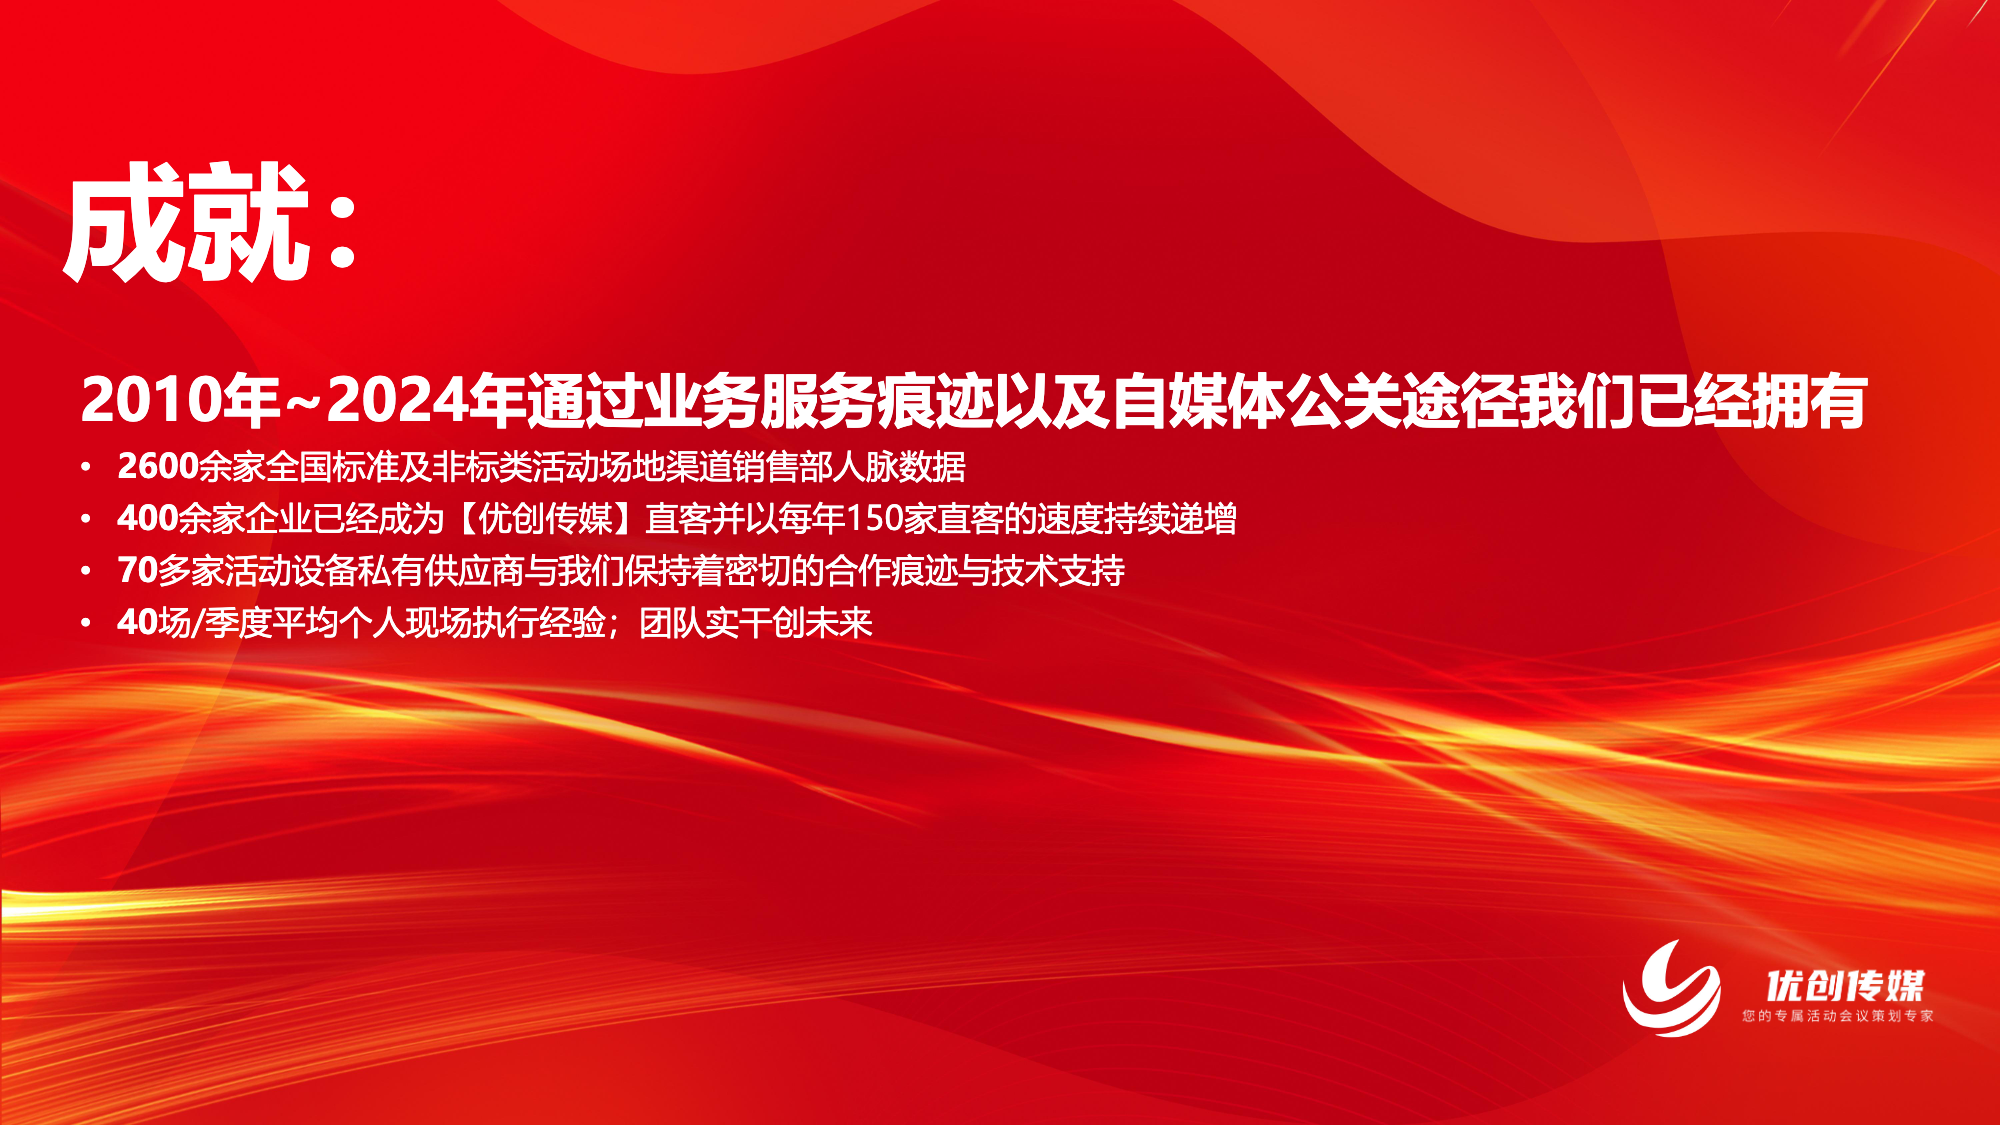 成就：
2010年~2024年通过业务服务痕迹以及自媒体公关途径我们已经拥有
• 2600余家全国标准及非标类活动场地渠道销售部人脉数据
• 400余家企业已经成为【优创传媒】直客并以每年150家直客的速度持续递增
• 70多家活动设备私有供应商与我们保持着密切的合作痕迹与技术支持
• 40场/季度平均个人现场执行经验；团队实干创未来
优创传媒
您的专属活动会议策划专家